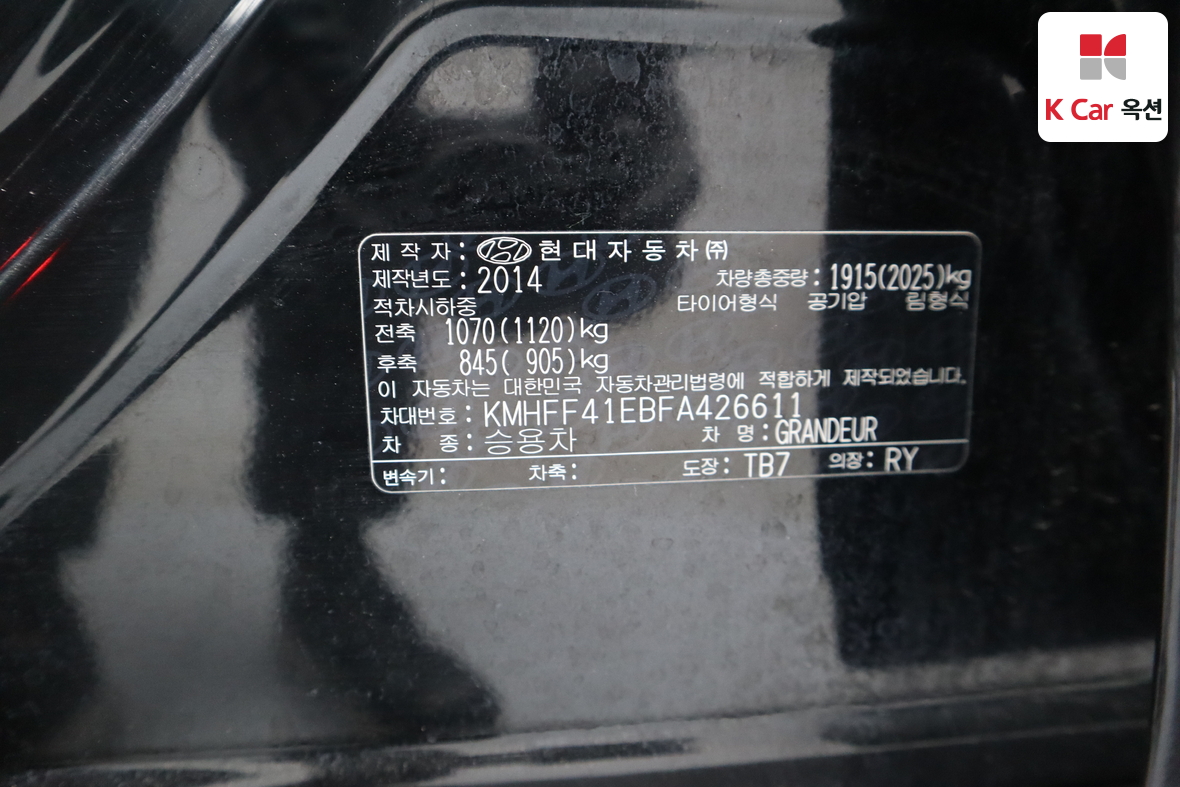 K Car 옥션
제 작 자 : 현 대 자 동 차 ㈜
제작년도 : 2014 차량총중량 : 1915(2025)kg
적차시하중 타이어형식 공기압 림형식
전축 1070(1120)kg
후축 845( 905)kg
이 자동차는 대한민국 자동차관리법령에 적합하게 제작되었습니다.
차대번호 : KMHFF41EBFA426611
차 종 : 승용차 차 명 : GRANDEUR
변속기 : 차축 : 도장 : TB7 의장 : RY